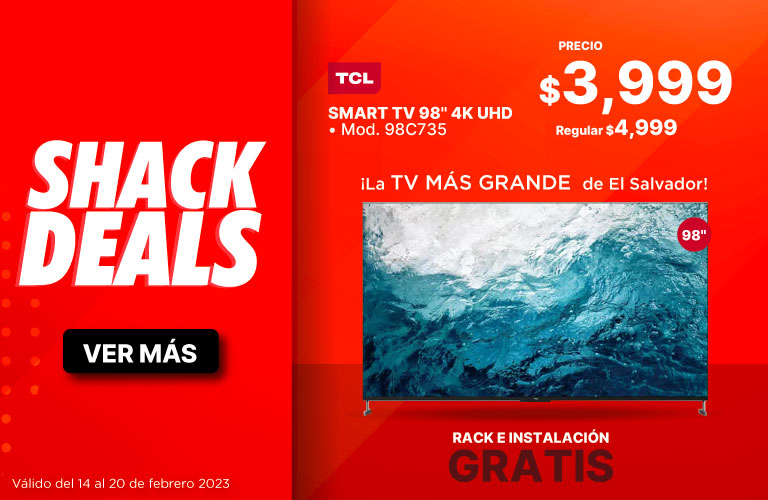 SHACK
DEALS
VER MÁS
Válido del 14 al 20 de febrero 2023
TCL
SMART TV 98" 4K UHD
• Mod. 98C735
PRECIO
$3,999
Regular $4,999
¡La TV MÁS GRANDE de El Salvador!
98"
RACK E INSTALACIÓN
GRATIS